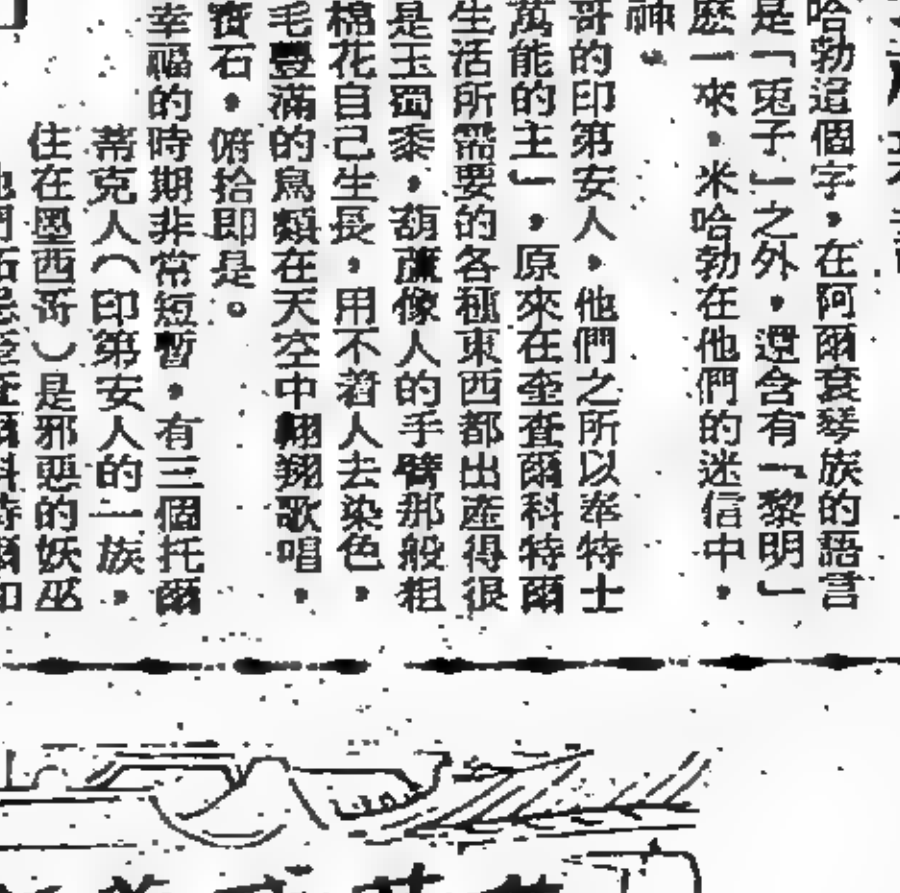 哈勃這個字，在阿爾袞琴族的語言
是「兎子」之外，還含有「黎明」
麽一來，米哈勃在他們的迷信中，
神。
哥的印第安人，他們之所以奉特士
萬能的主」，原來在奎查爾科特爾
生活所需要的各種東西都出產得很
是玉蜀黍，葫蘆像人的手臂那般粗
棉花自己生長，用不着人去染色，
毛豐滿的鳥類在天空中翺翔歌唱，
寶石，俯拾即是。
幸福的時期非常短暫，有三個托爾
蒂克人（印第安人的一族，
住在墨西哥）是邪惡的妖巫